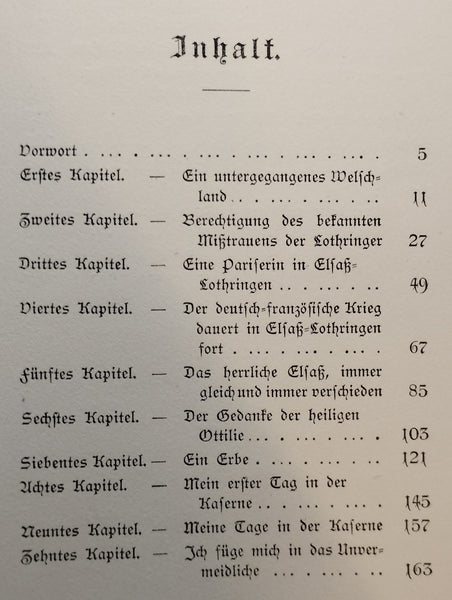 Inhalt.
Vorwort . . . . . . . . . . . . . . . . . . . . . 5
Erstes Kapitel. — Ein untergegangenes Welsch-
land . . . . . . . . . . . 11
Zweites Kapitel. — Berechtigung des bekannten
Mißtrauens der Lothringer 27
Drittes Kapitel. — Eine Pariserin in Elsaß-
Lothringen . . . . . . . . 49
Viertes Kapitel. — Der deutsch-französische Krieg
dauert in Elsaß-Lothringen
fort . . . . . . . . . . . 67
Fünftes Kapitel. — Das herrliche Elsaß, immer
gleich und immer verschieden 85
Sechstes Kapitel. — Der Gedanke der heiligen
Ottilie . . . . . . . . . . 103
Siebentes Kapitel. — Ein Erbe . . . . . . . . . 121
Achtes Kapitel. — Mein erster Tag in der
Kaserne . . . . . . . . . . 145
Neuntes Kapitel. — Meine Tage in der Kaserne 157
Zehntes Kapitel. — Ich füge mich in das Unver-
meidliche . . . . . . . . . 163